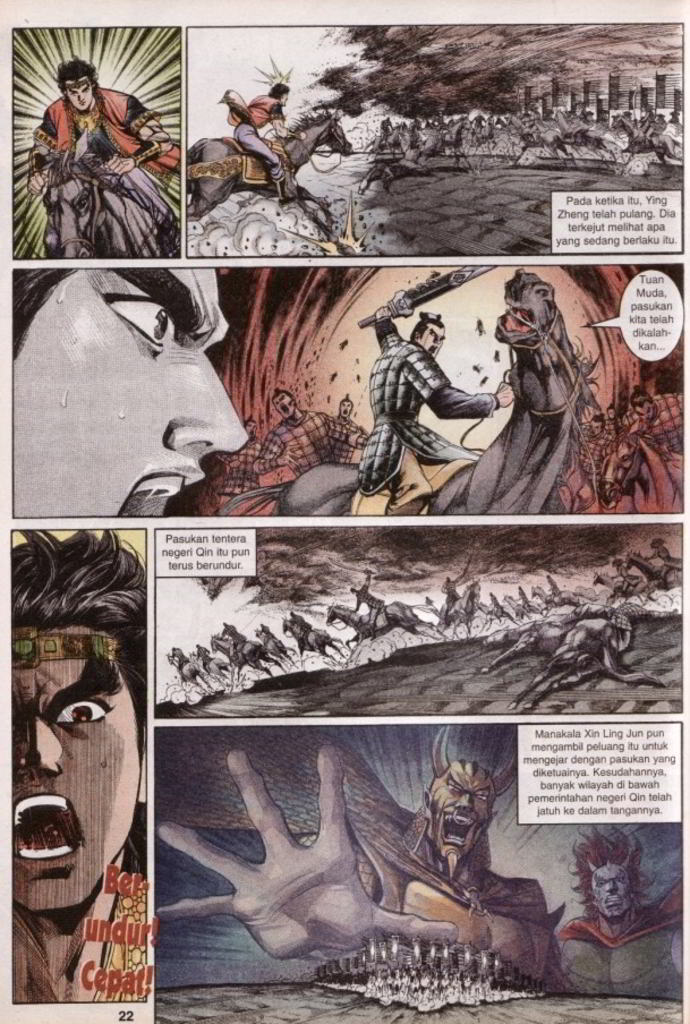 Pada ketika itu, Ying
Zheng telah pulang. Dia
terkejut melihat apa
yang sedang berlaku itu.
Tuan
Muda,
pasukan
kita telah
dikalah-
kan...
Pasukan tentera
negeri Qin itu pun
terus berundur.
Ber-
undur!
Cepat!
Manakala Xin Ling Jun pun
mengambil peluang itu untuk
mengejar dengan pasukan yang
diketuainya. Kesudahannya,
banyak wilayah di bawah
pemerintahan negeri Qin telah
jatuh ke dalam tangannya.
22